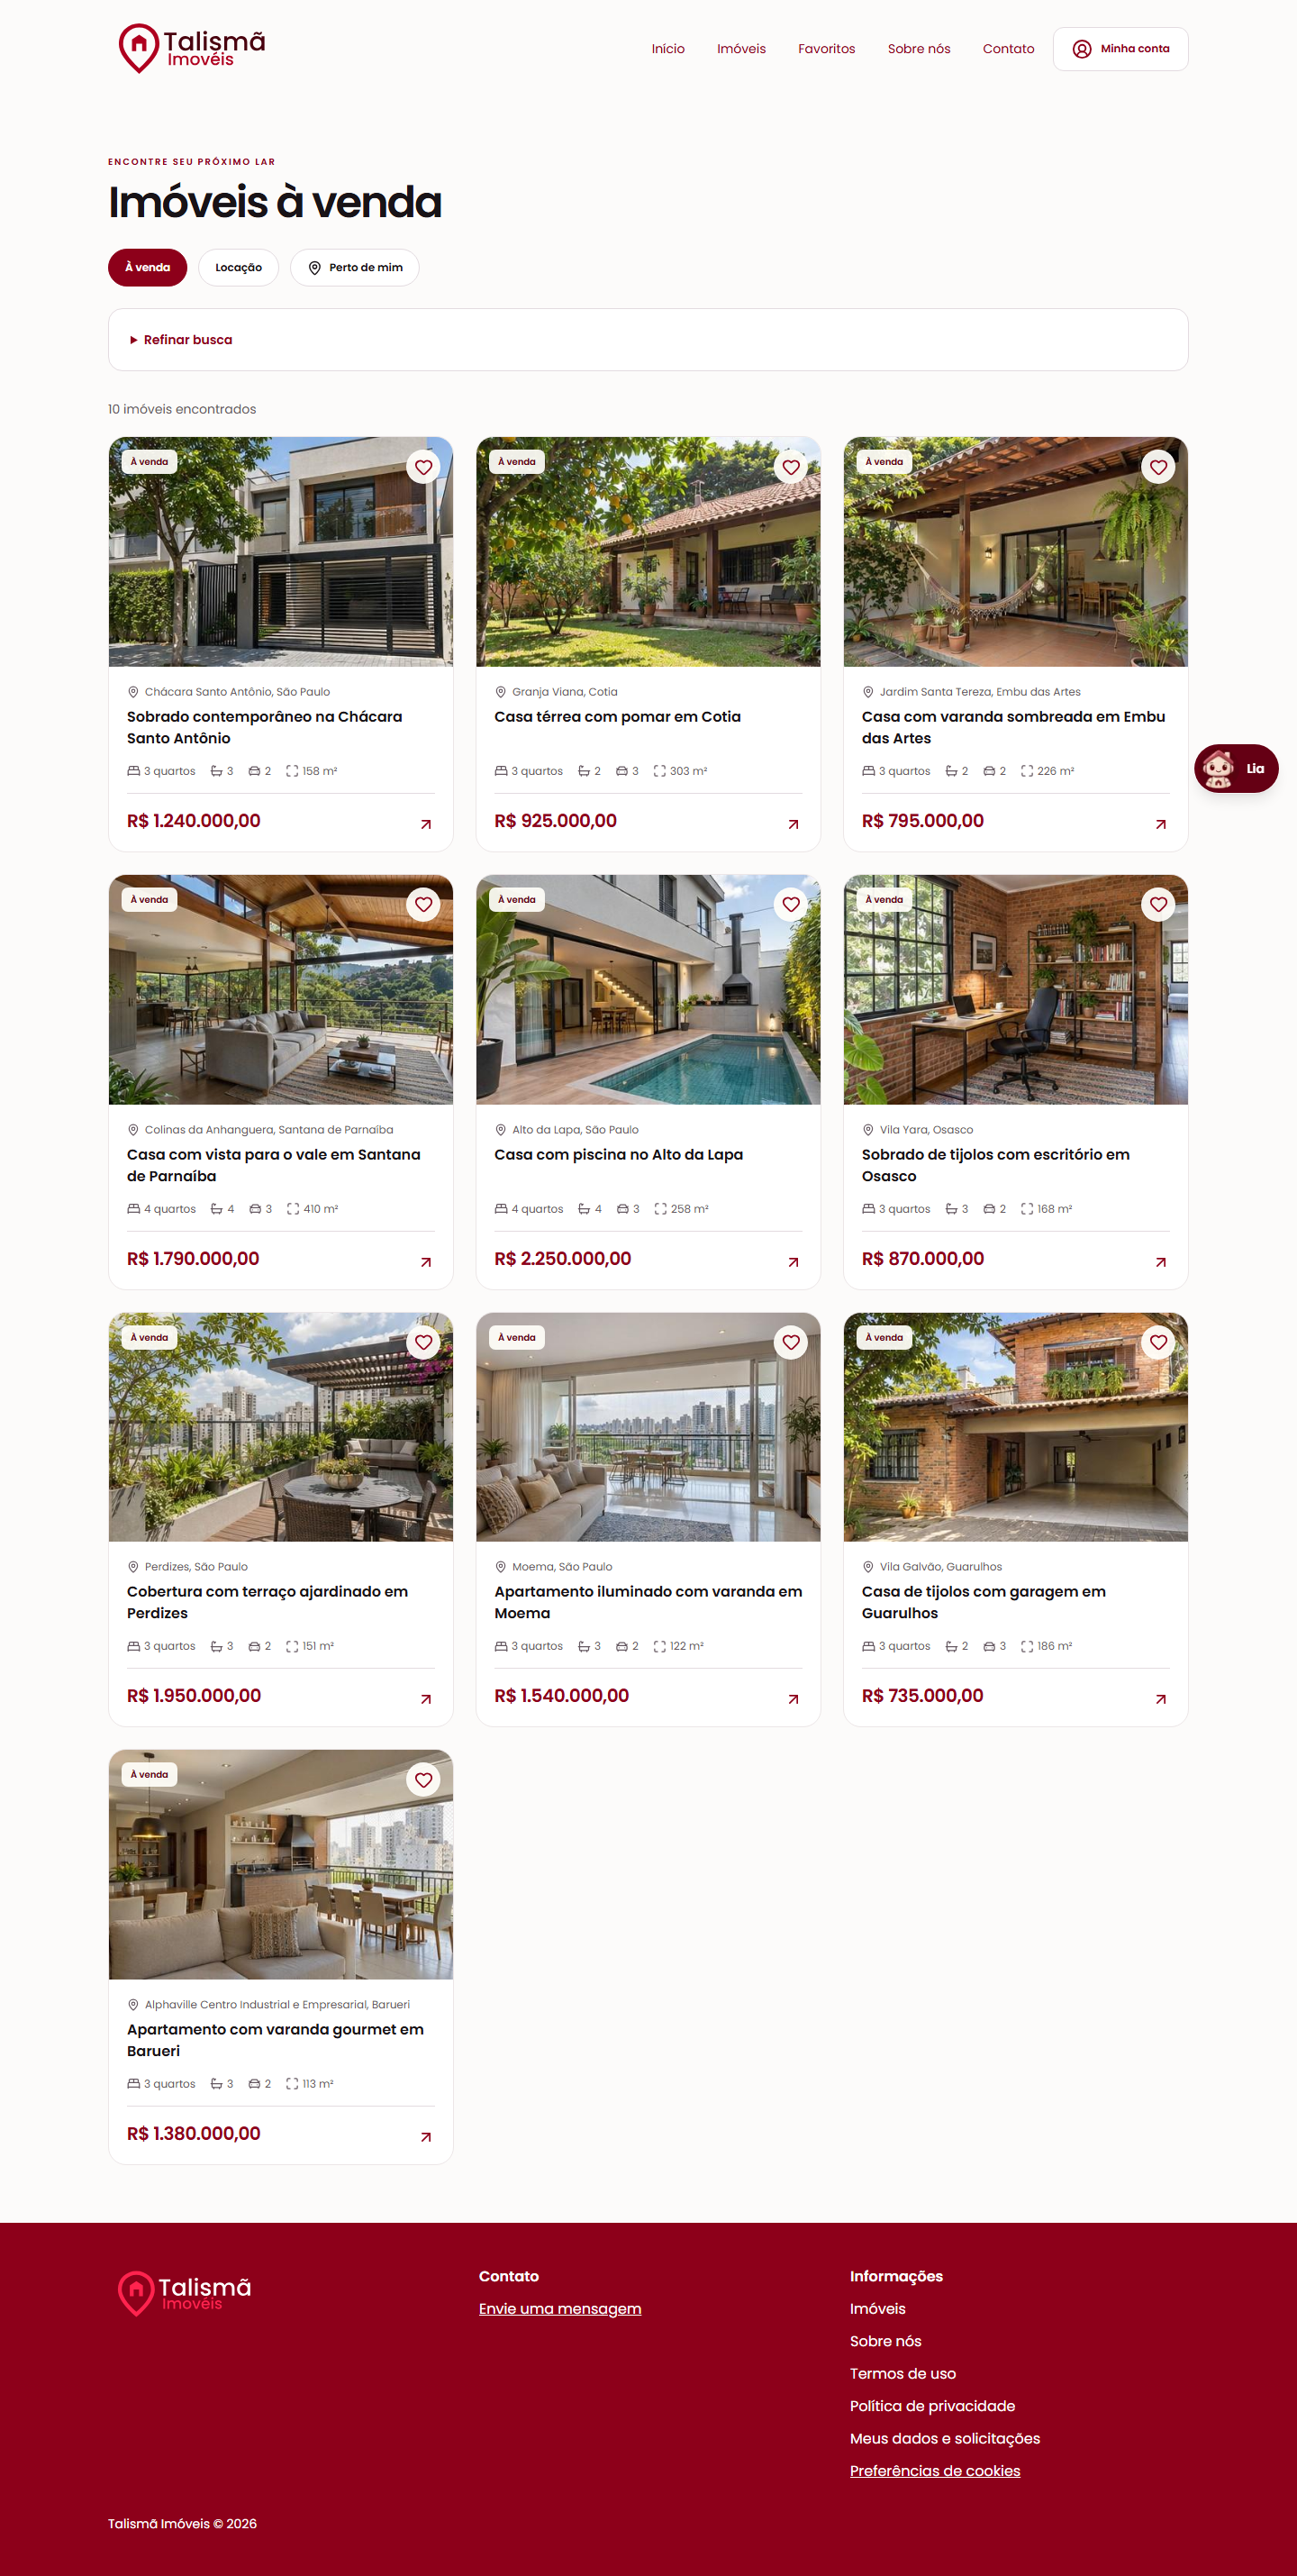 Talismã
Imóveis
Início
Imóveis
Favoritos
Sobre nós
Contato
Minha conta
ENCONTRE SEU PRÓXIMO LAR
Imóveis à venda
À venda
Locação
Perto de mim
Refinar busca
10 imóveis encontrados
À venda
À venda
À venda
Chácara Santo Antônio, São Paulo
Sobrado contemporâneo na Chácara
Santo Antônio
3 quartos 3 2 158 m²
R$ 1.240.000,00
Granja Viana, Cotia
Casa térrea com pomar em Cotia
3 quartos 2 3 303 m²
R$ 925.000,00
Jardim Santa Tereza, Embu das Artes
Casa com varanda sombreada em Embu
das Artes
3 quartos 2 2 226 m²
R$ 795.000,00
Lia
À venda
À venda
À venda
Colinas da Anhanguera, Santana de Parnaíba
Casa com vista para o vale em Santana
de Parnaíba
4 quartos 4 3 410 m²
R$ 1.790.000,00
Alto da Lapa, São Paulo
Casa com piscina no Alto da Lapa
4 quartos 4 3 258 m²
R$ 2.250.000,00
Vila Yara, Osasco
Sobrado de tijolos com escritório em
Osasco
3 quartos 3 2 168 m²
R$ 870.000,00
À venda
À venda
À venda
Perdizes, São Paulo
Cobertura com terraço ajardinado em
Perdizes
3 quartos 3 2 151 m²
R$ 1.950.000,00
Moema, São Paulo
Apartamento iluminado com varanda em
Moema
3 quartos 3 2 122 m²
R$ 1.540.000,00
Vila Galvão, Guarulhos
Casa de tijolos com garagem em
Guarulhos
3 quartos 2 3 186 m²
R$ 735.000,00
À venda
Alphaville Centro Industrial e Empresarial, Barueri
Apartamento com varanda gourmet em
Barueri
3 quartos 3 2 113 m²
R$ 1.380.000,00
Talismã
Imóveis
Contato
Envie uma mensagem
Informações
Imóveis
Sobre nós
Termos de uso
Política de privacidade
Meus dados e solicitações
Preferências de cookies
Talismã Imóveis © 2026